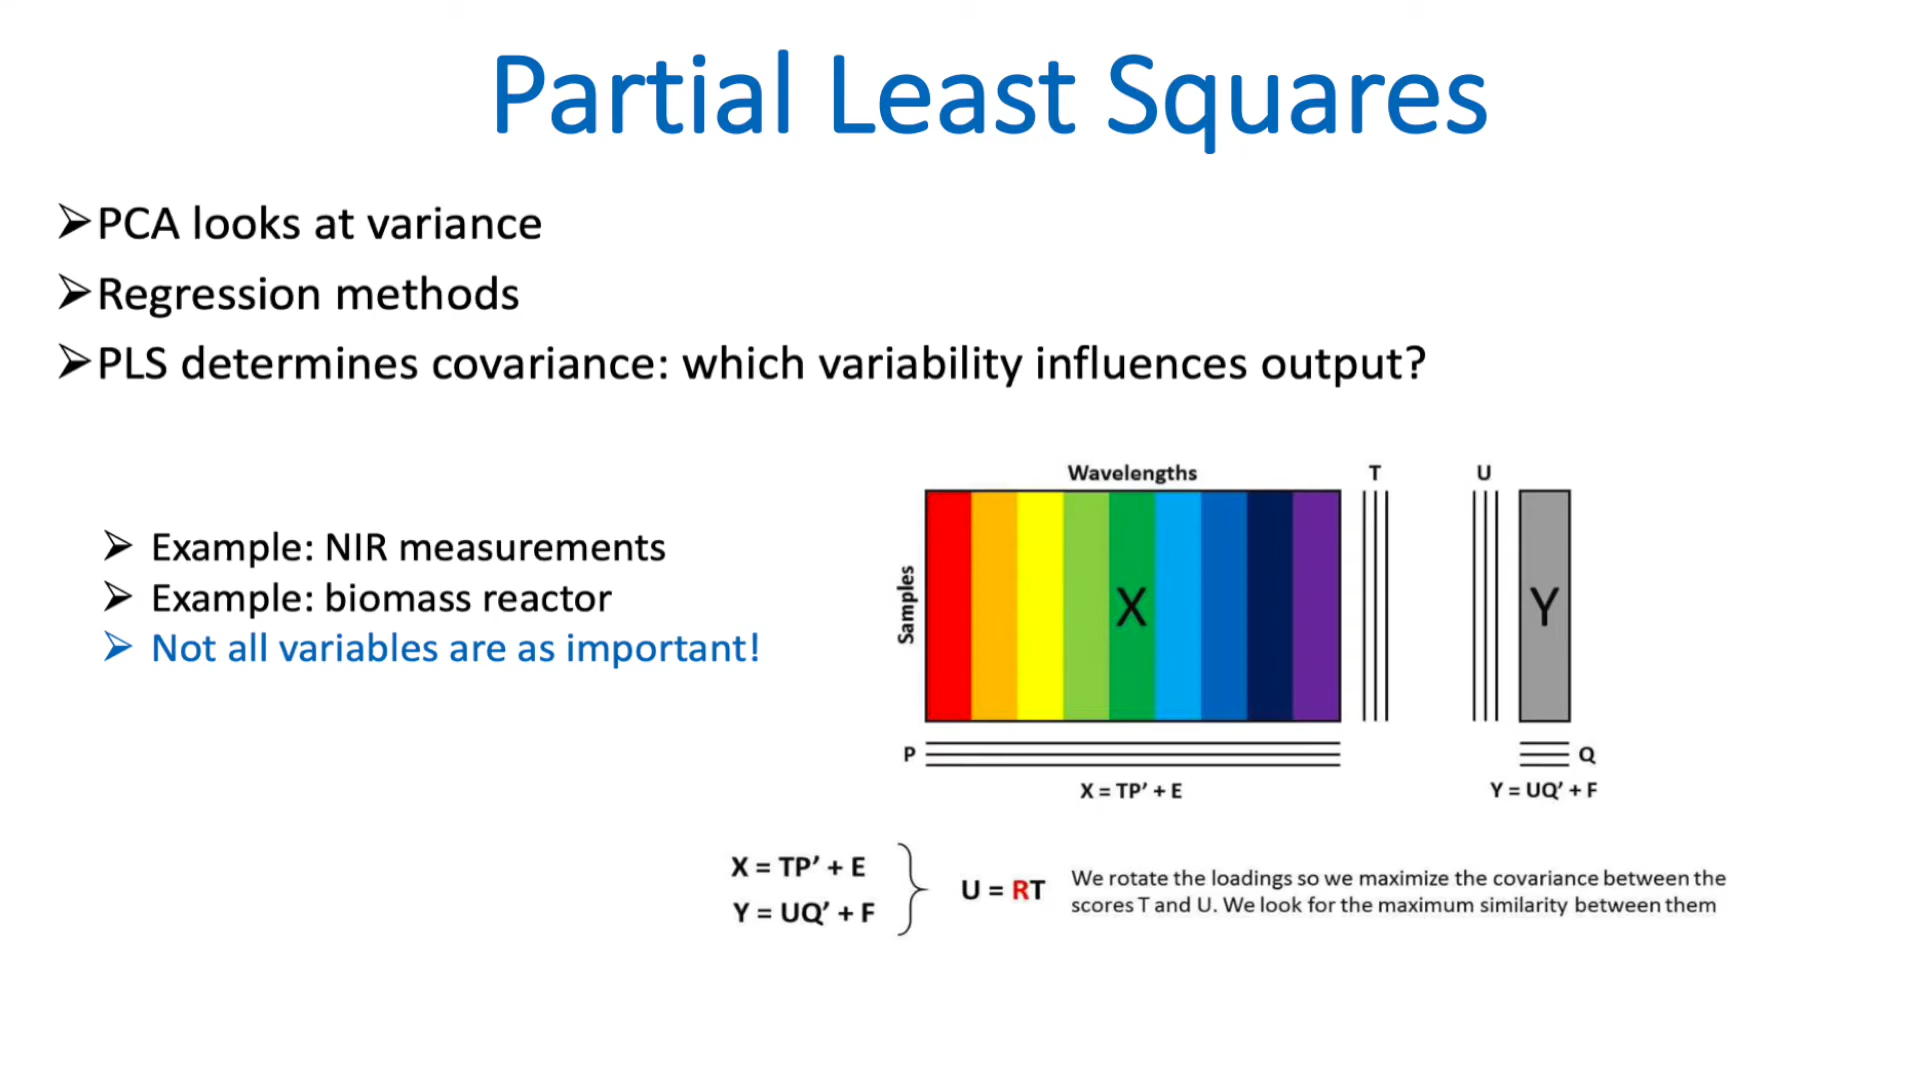 Partial Least Squares
➢PCA looks at variance
➢Regression methods
➢PLS determines covariance: which variability influences output?
➢ Example: NIR measurements
➢ Example: biomass reactor
➢ Not all variables are as important!
Wavelengths
T
U
Samples
X
Y
P
Q
X = TP’ + E
Y = UQ’ + F
X = TP’ + E
Y = UQ’ + F
U = RT
We rotate the loadings so we maximize the covariance between the
scores T and U. We look for the maximum similarity between them